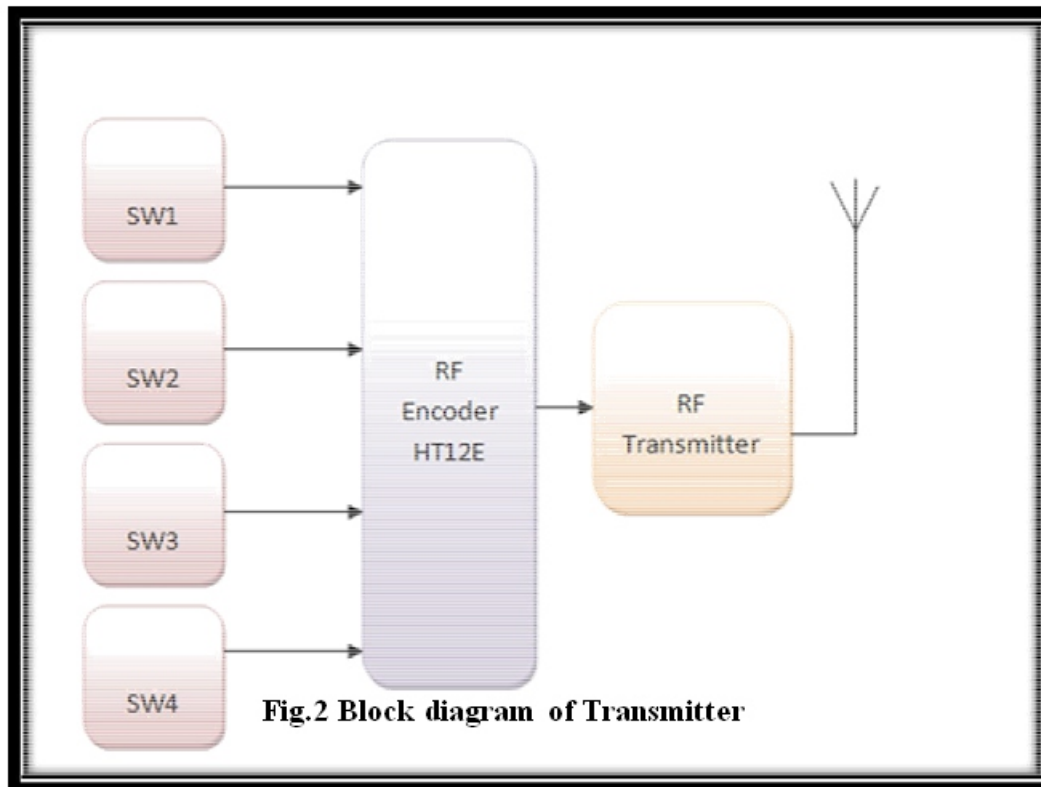 SW1
SW2
SW3
SW4
RF
Encoder
HT12E
RF
Transmitter
Fig.2 Block diagram of Transmitter